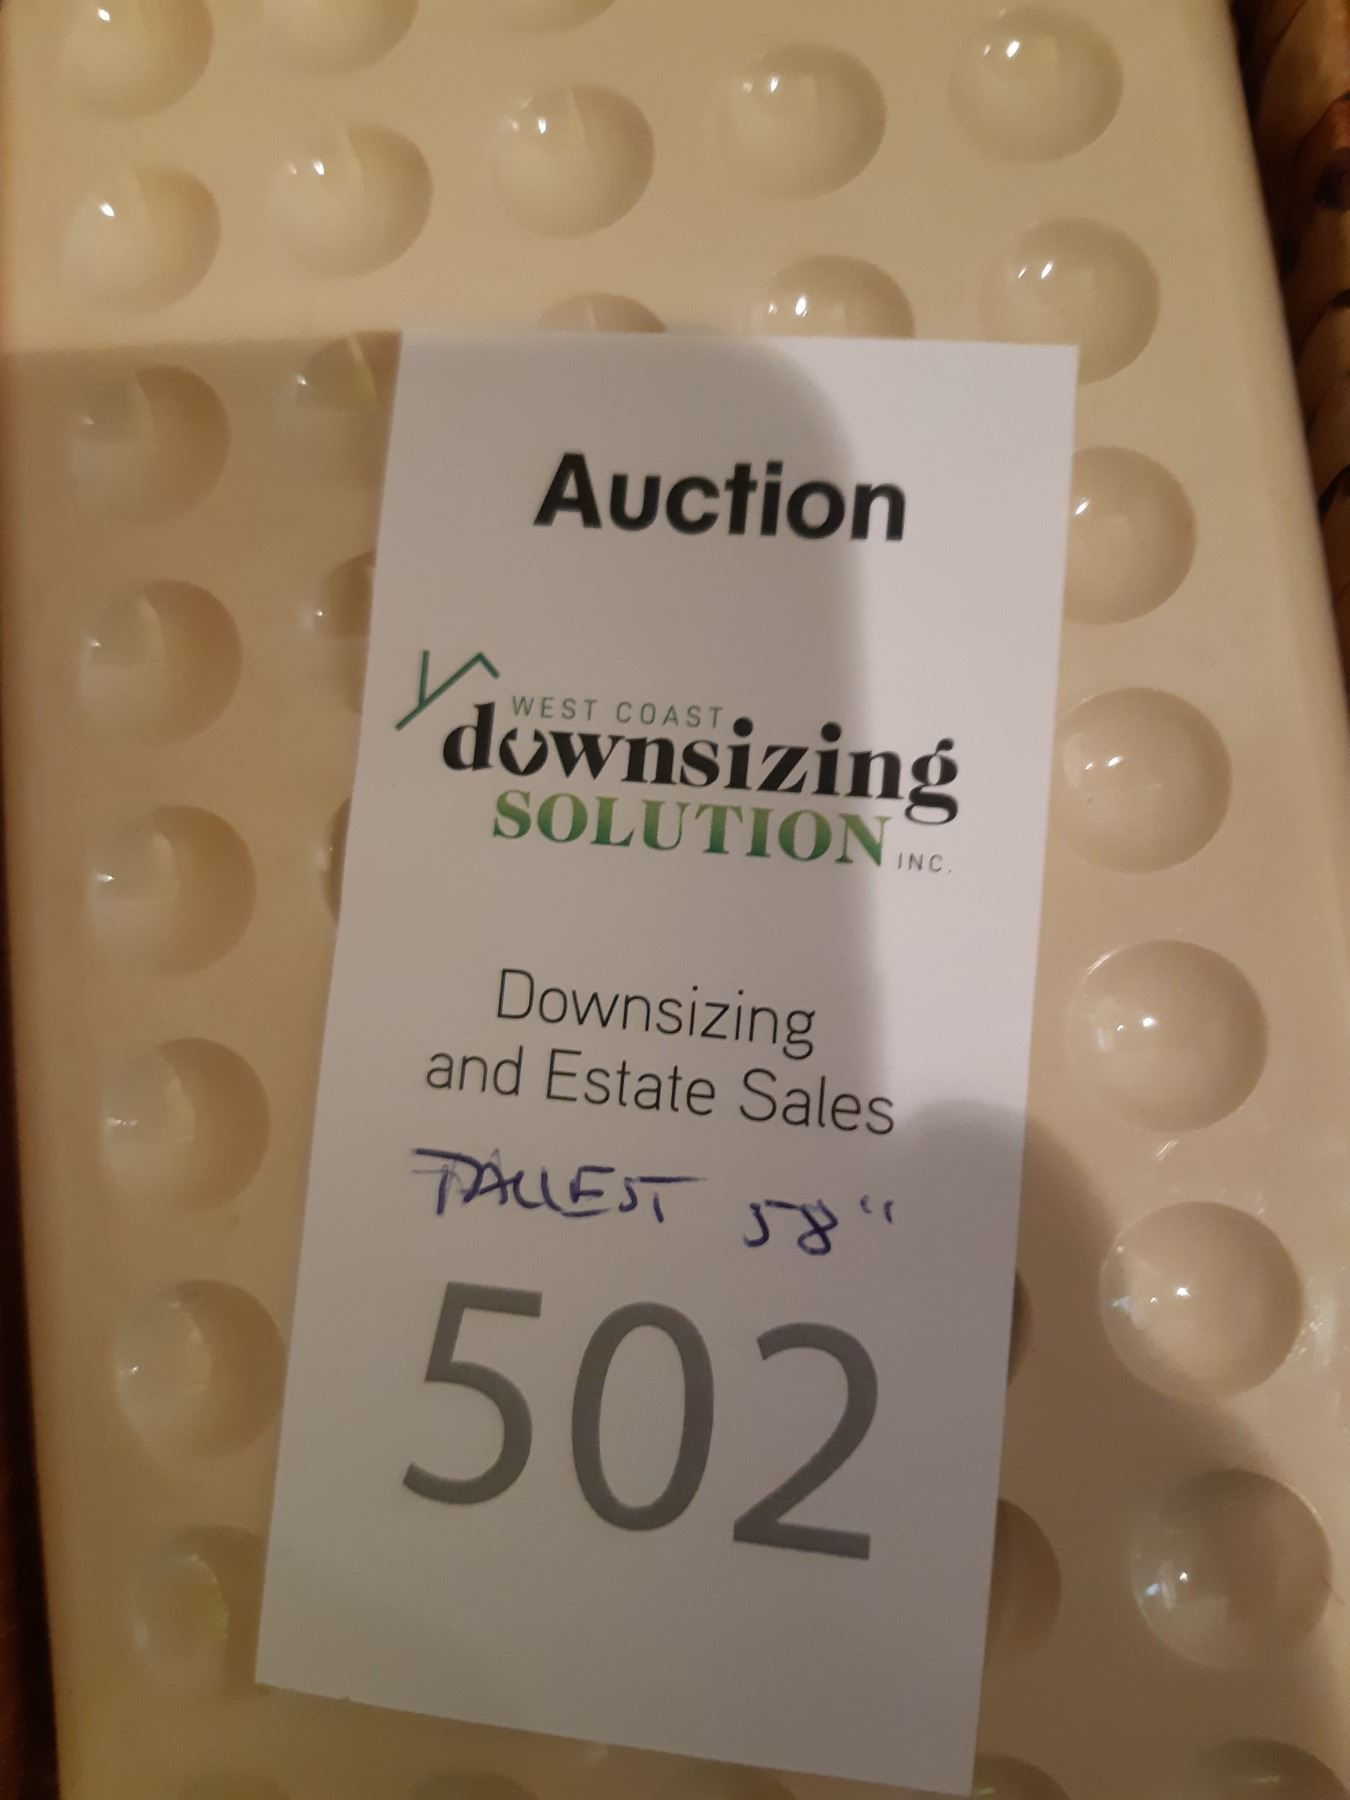 Auction
WEST COAST
downsizing
SOLUTION INC.
Downsizing
and Estate Sales
TALLEST 58"
502